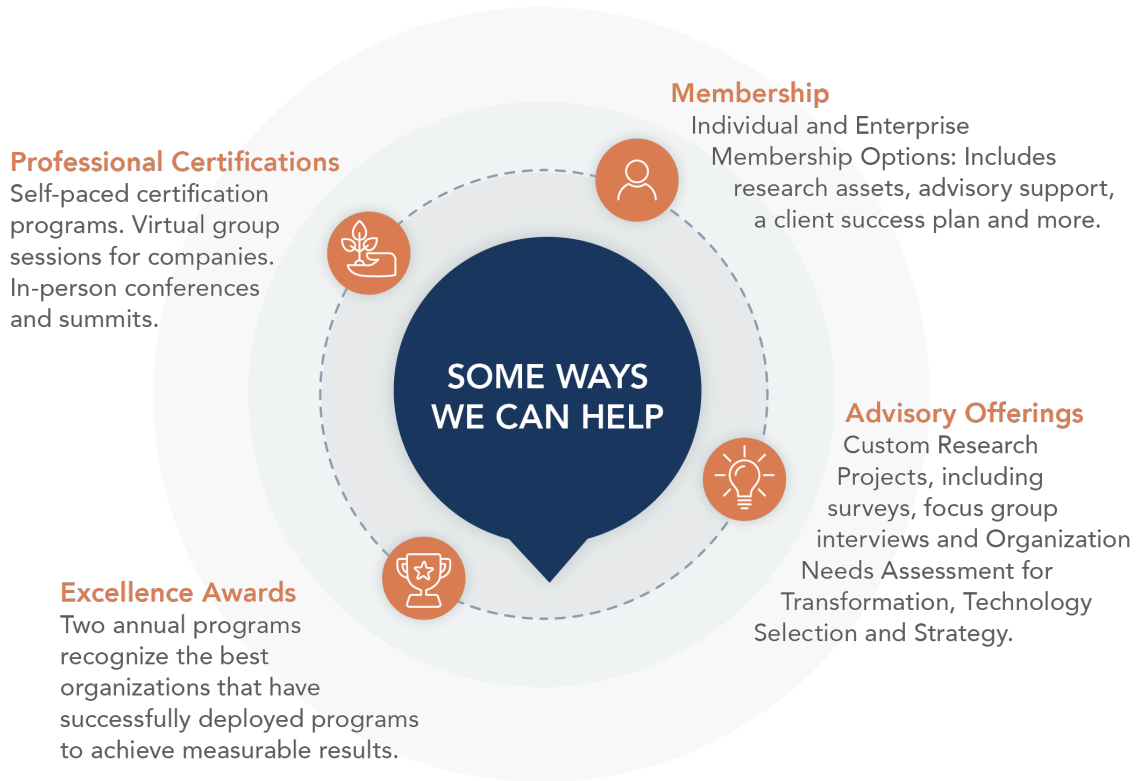 Membership
Individual and Enterprise
Membership Options: Includes
research assets, advisory support,
a client success plan and more.
Professional Certifications
Self-paced certification
programs. Virtual group
sessions for companies.
In-person conferences
and summits.
SOME WAYS
WE CAN HELP
Advisory Offerings
Custom Research
Projects, including
surveys, focus group
interviews and Organization
Needs Assessment for
Transformation, Technology
Selection and Strategy.
Excellence Awards
Two annual programs
recognize the best
organizations that have
successfully deployed programs
to achieve measurable results.